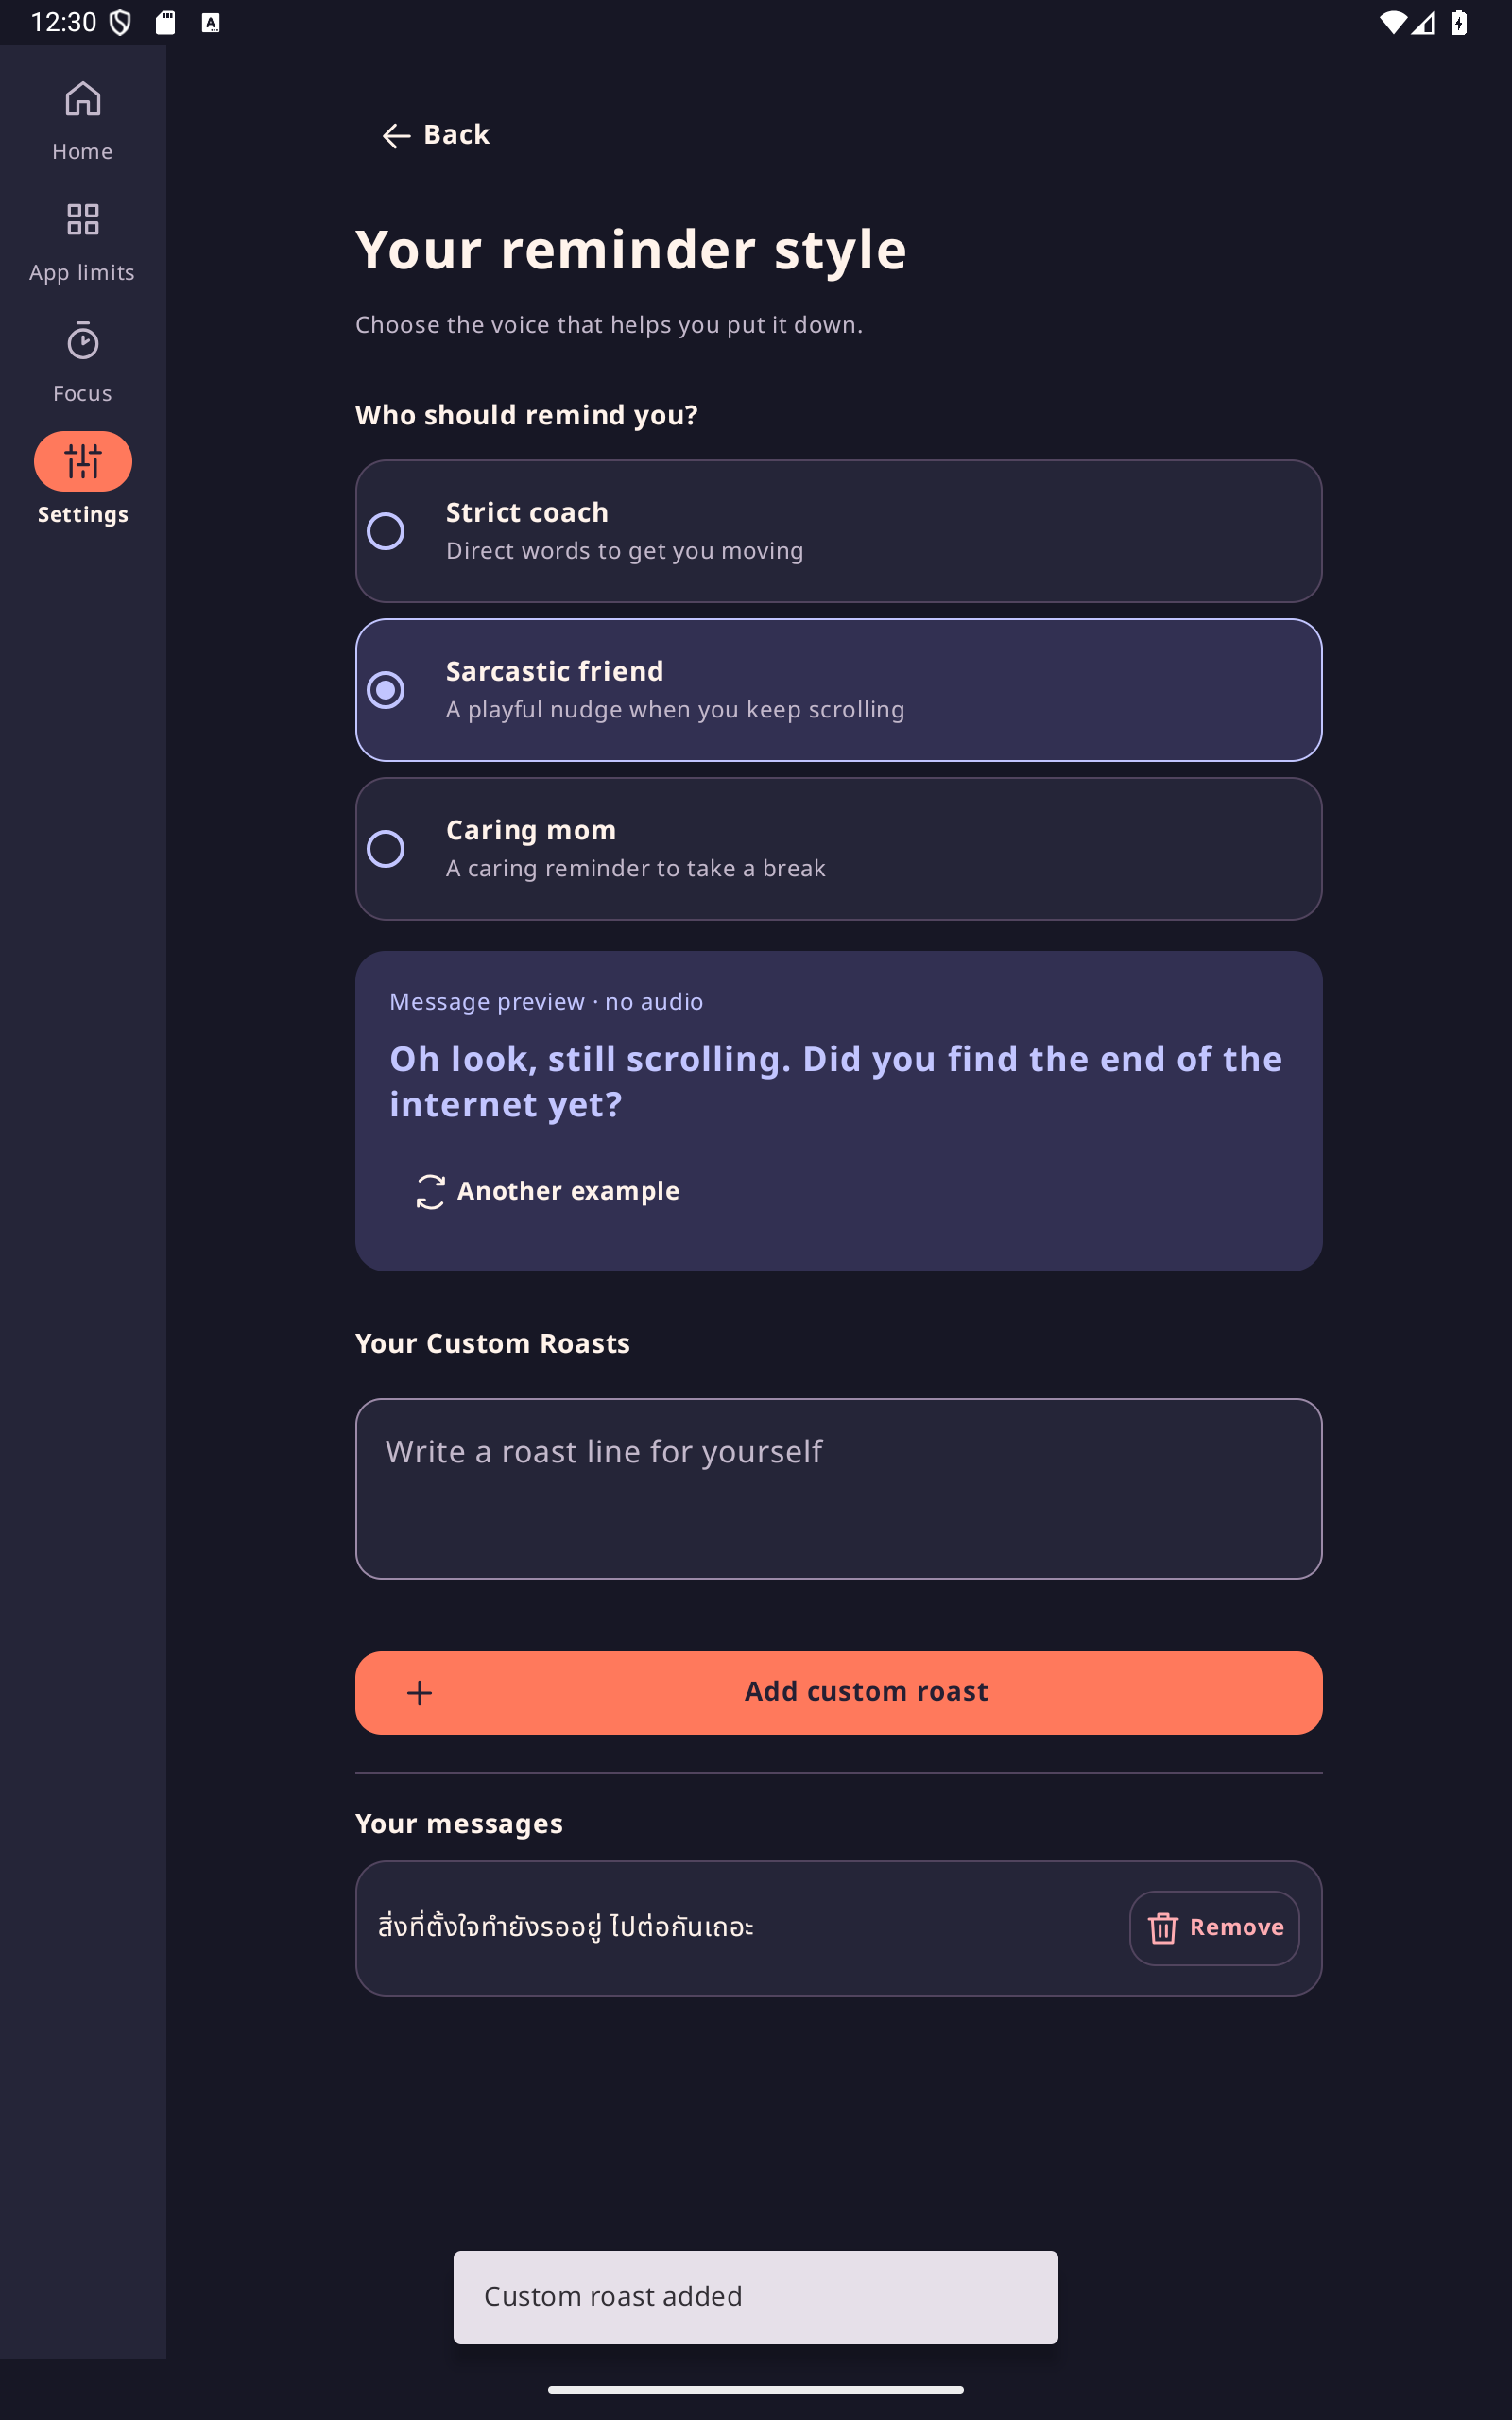 12:30
Home
App limits
Focus
Settings
Back
Your reminder style
Choose the voice that helps you put it down.
Who should remind you?
Strict coach
Direct words to get you moving
Sarcastic friend
A playful nudge when you keep scrolling
Caring mom
A caring reminder to take a break
Message preview · no audio
Oh look, still scrolling. Did you find the end of the
internet yet?
Another example
Your Custom Roasts
Write a roast line for yourself
Add custom roast
Your messages
สิ่งที่ตั้งใจทำยังรออยู่ ไปต่อกันเถอะ
Remove
Custom roast added